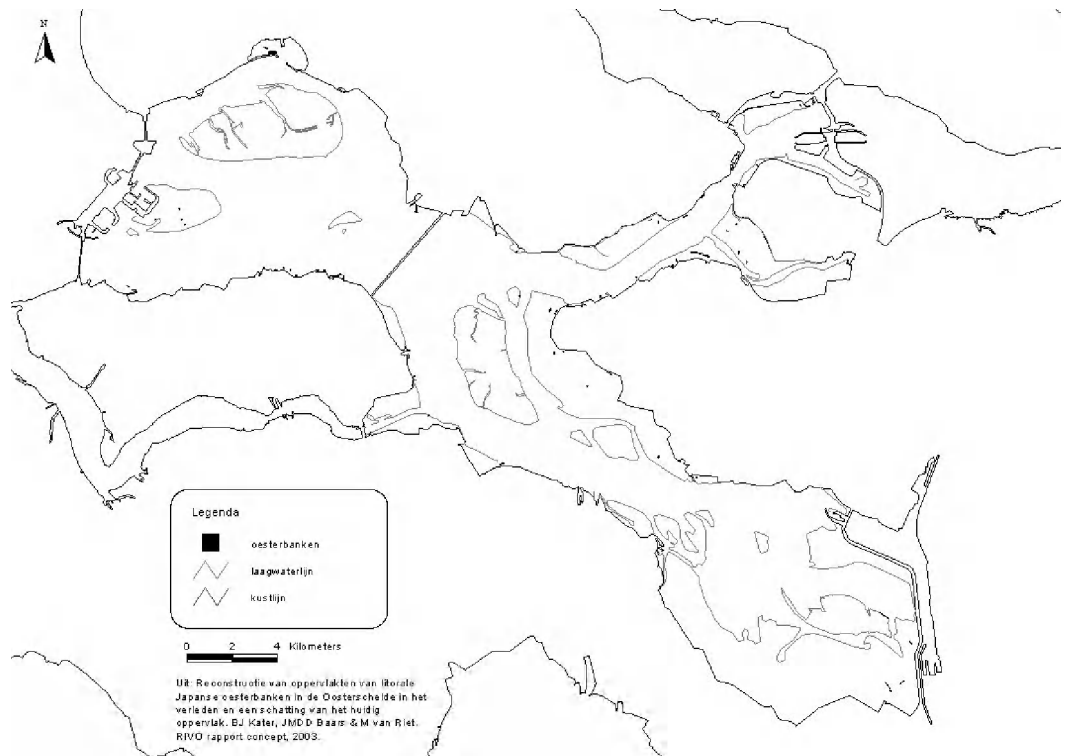 N
Legenda
oesterbanken
laagwaterlijn
kustlijn
0 2 4 Kilometers
Uit: Reconstructie van oppervlakten van litorale
Japanse oesterbanken in de Oosterschelde in het
verleden en een schatting van het huidig
oppervlak. BJ Kater, JMDD Baars & M van Riet.
RIVO rapport concept, 2003.